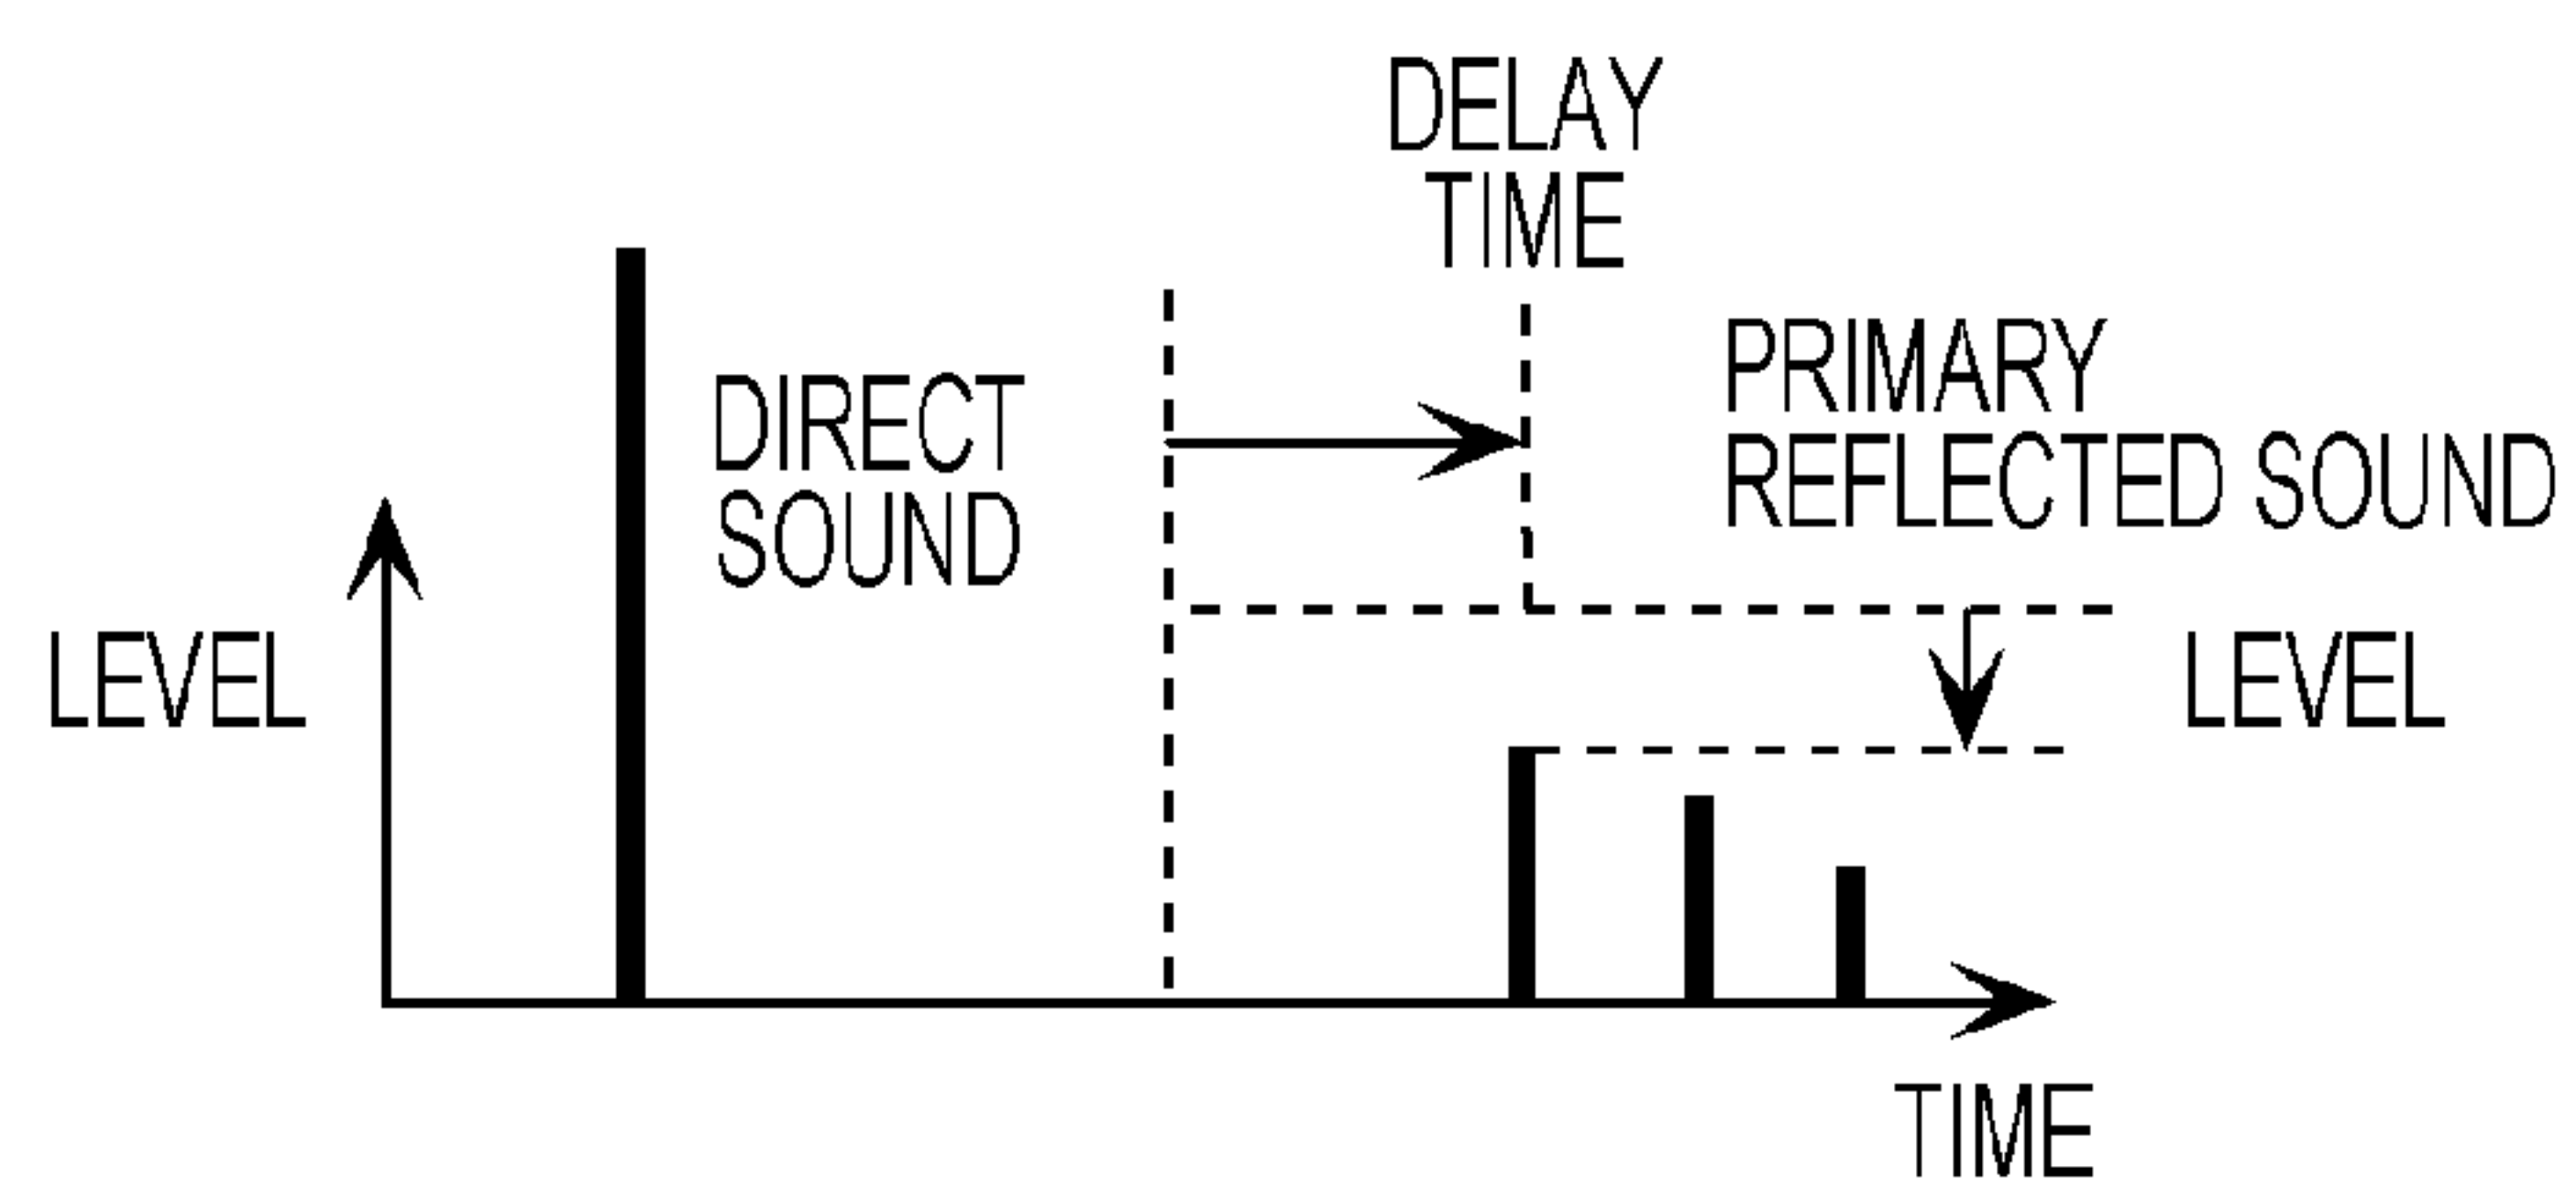 DELAY
TIME
PRIMARY
REFLECTED SOUND
DIRECT
SOUND
LEVEL
LEVEL
TIME